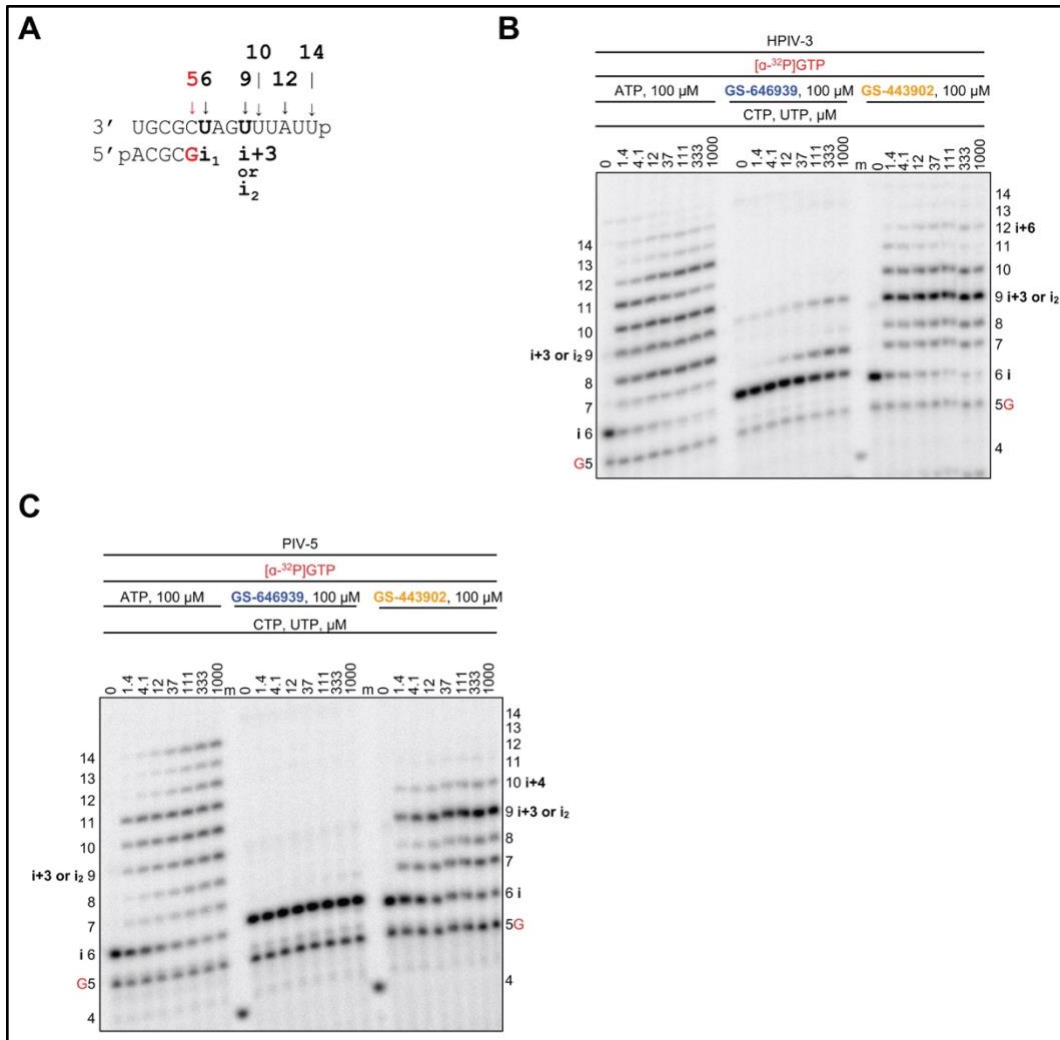 A
10 14
5 6 9 | 12 |
↓ ↓ ↓ ↓ ↓ ↓
3' UGCGCUAGUUUAUUp
5'pACGCGi1 i+3
or
i2
B
HPIV-3
[α-32P]GTP
ATP, 100 μM GS-646939, 100 μM GS-443902, 100 μM
CTP, UTP, μM
0 1.4 4.1 12 37 111 333 1000 0 1.4 4.1 12 37 111 333 1000 m 0 1.4 4.1 12 37 111 333 1000
14
13
12 i+6
11
10
9 i+3 or i2
8
7
6 i
5G
4
14
13
12
11
10
i+3 or i2 9
8
7
i 6
G5
C
PIV-5
[α-32P]GTP
ATP, 100 μM GS-646939, 100 μM GS-443902, 100 μM
CTP, UTP, μM
0 1.4 4.1 12 37 111 333 1000 m 0 1.4 4.1 12 37 111 333 1000 m 0 1.4 4.1 12 37 111 333 1000
14
13
12
11
10 i+4
9 i+3 or i2
8
7
6 i
5G
4
14
13
12
11
10
i+3 or i2 9
8
7
i 6
G5
4